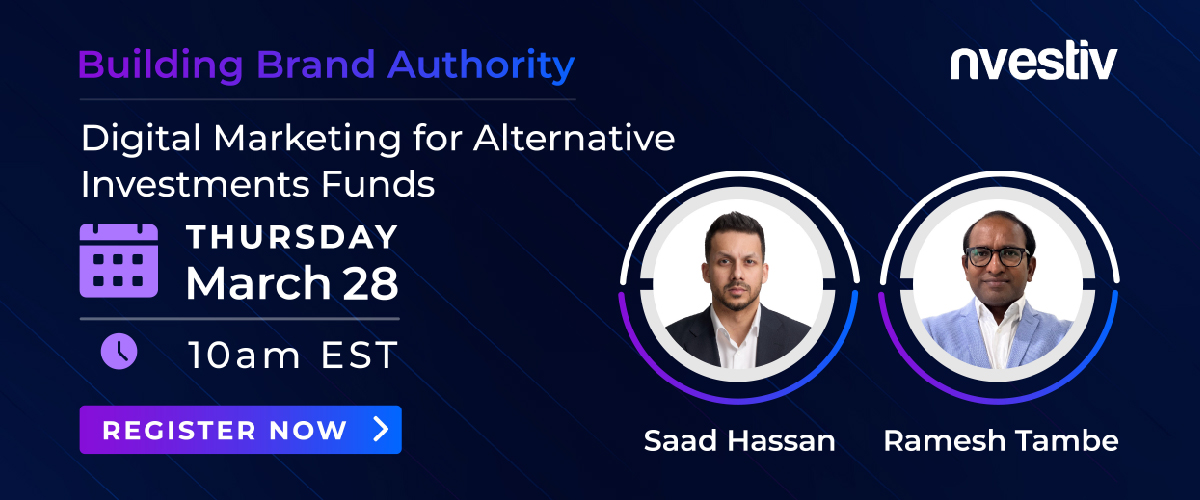 Building Brand Authority
nvestiv
Digital Marketing for Alternative
Investments Funds
THURSDAY
March 28
10am EST
REGISTER NOW
Saad Hassan
Ramesh Tambe